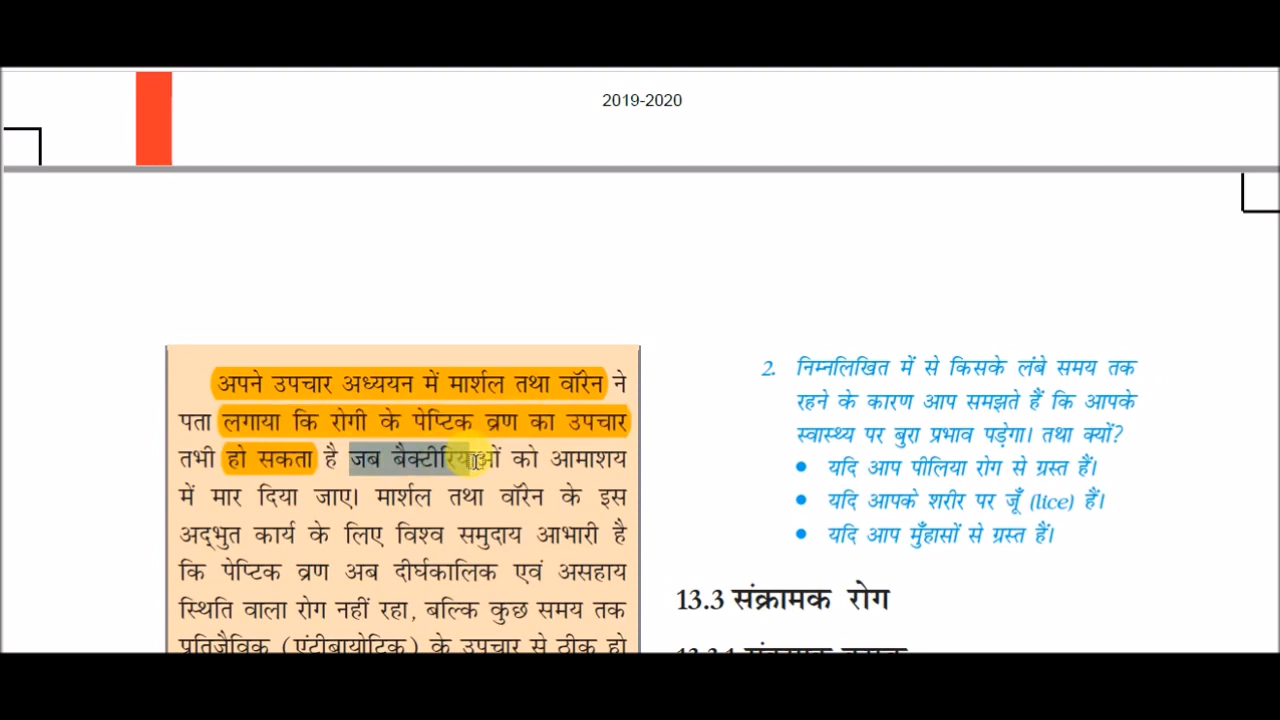 2019-2020
अपने उपचार अध्ययन में मार्शल तथा वॉरेन ने
पता लगाया कि रोगी के पेप्टिक व्रण का उपचार
तभी हो सकता है जब बैक्टीरियाओं को आमाशय
में मार दिया जाए। मार्शल तथा वॉरेन के इस
अद्भुत कार्य के लिए विश्व समुदाय आभारी है
कि पेप्टिक व्रण अब दीर्घकालिक एवं असहाय
स्थिति वाला रोग नहीं रहा, बल्कि कुछ समय तक
प्रतिजैविक (एंटीबायोटिक) के उपचार से ठीक हो
2. निम्नलिखित में से किसके लंबे समय तक
रहने के कारण आप समझते हैं कि आपके
स्वास्थ्य पर बुरा प्रभाव पड़ेगा। तथा क्यों?
• यदि आप पीलिया रोग से ग्रस्त हैं।
• यदि आपके शरीर पर जूँ (lice) हैं।
• यदि आप मुँहासों से ग्रस्त हैं।
13.3 संक्रामक रोग